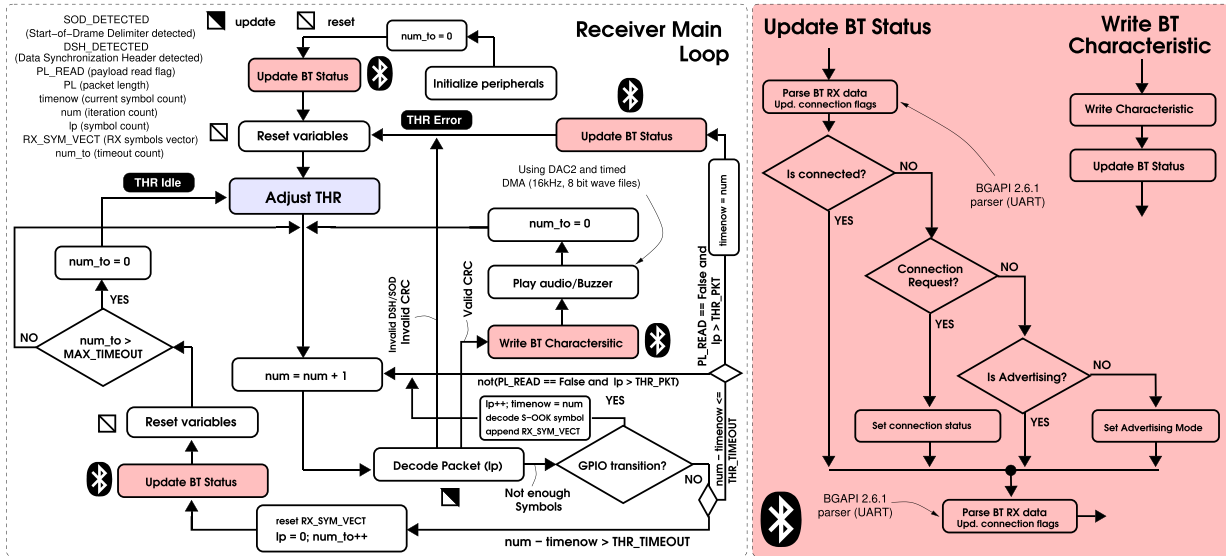 SOD_DETECTED
(Start-of-Drame Delimiter detected)
DSH_DETECTED
(Data Synchronization Header detected)
PL_READ (payload read flag)
PL (packet length)
timenow (current symbol count)
num (iteration count)
lp (symbol count)
RX_SYM_VECT (RX symbols vector)
num_to (timeout count)
update
reset
Receiver Main
Loop
num_to = 0
Initialize peripherals
Update BT Status
Reset variables
THR Error
Update BT Status
timenow = num
THR Idle
Adjust THR
Using DAC2 and timed
DMA (16kHz, 8 bit wave files)
num_to = 0
num_to = 0
Play audio/Buzzer
YES
NO
num_to >
MAX_TIMEOUT
Invalid DSH/SOD
Invalid CRC
Valid CRC
Write BT Charactersitic
PL_READ == False and
lp > THR_PKT
num = num + 1
not(PL_READ == False and lp > THR_PKT)
lp++; timenow = num
decode S-OOK symbol
append RX_SYM_VECT
YES
Reset variables
Decode Packet (lp)
GPIO transition?
NO
num - timenow <=
THR_TIMEOUT
Update BT Status
Not enough
Symbols
reset RX_SYM_VECT
lp = 0; num_to++
num - timenow > THR_TIMEOUT
Update BT Status
Parse BT RX data
Upd. connection flags
Is connected?
NO
YES
BGAPI 2.6.1
parser (UART)
Connection
Request?
NO
YES
Is Advertising?
NO
YES
Set connection status
Set Advertising Mode
BGAPI 2.6.1
parser (UART)
Parse BT RX data
Upd. connection flags
Write BT
Characteristic
Write Characteristic
Update BT Status